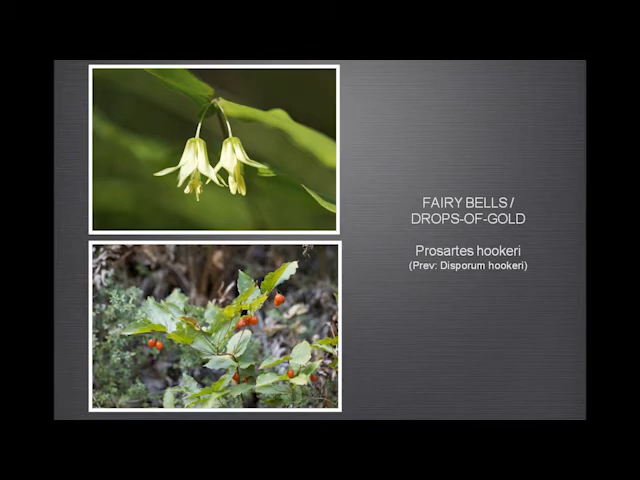 FAIRY BELLS /
DROPS-OF-GOLD
Prosartes hookeri
(Prev: Disporum hookeri)